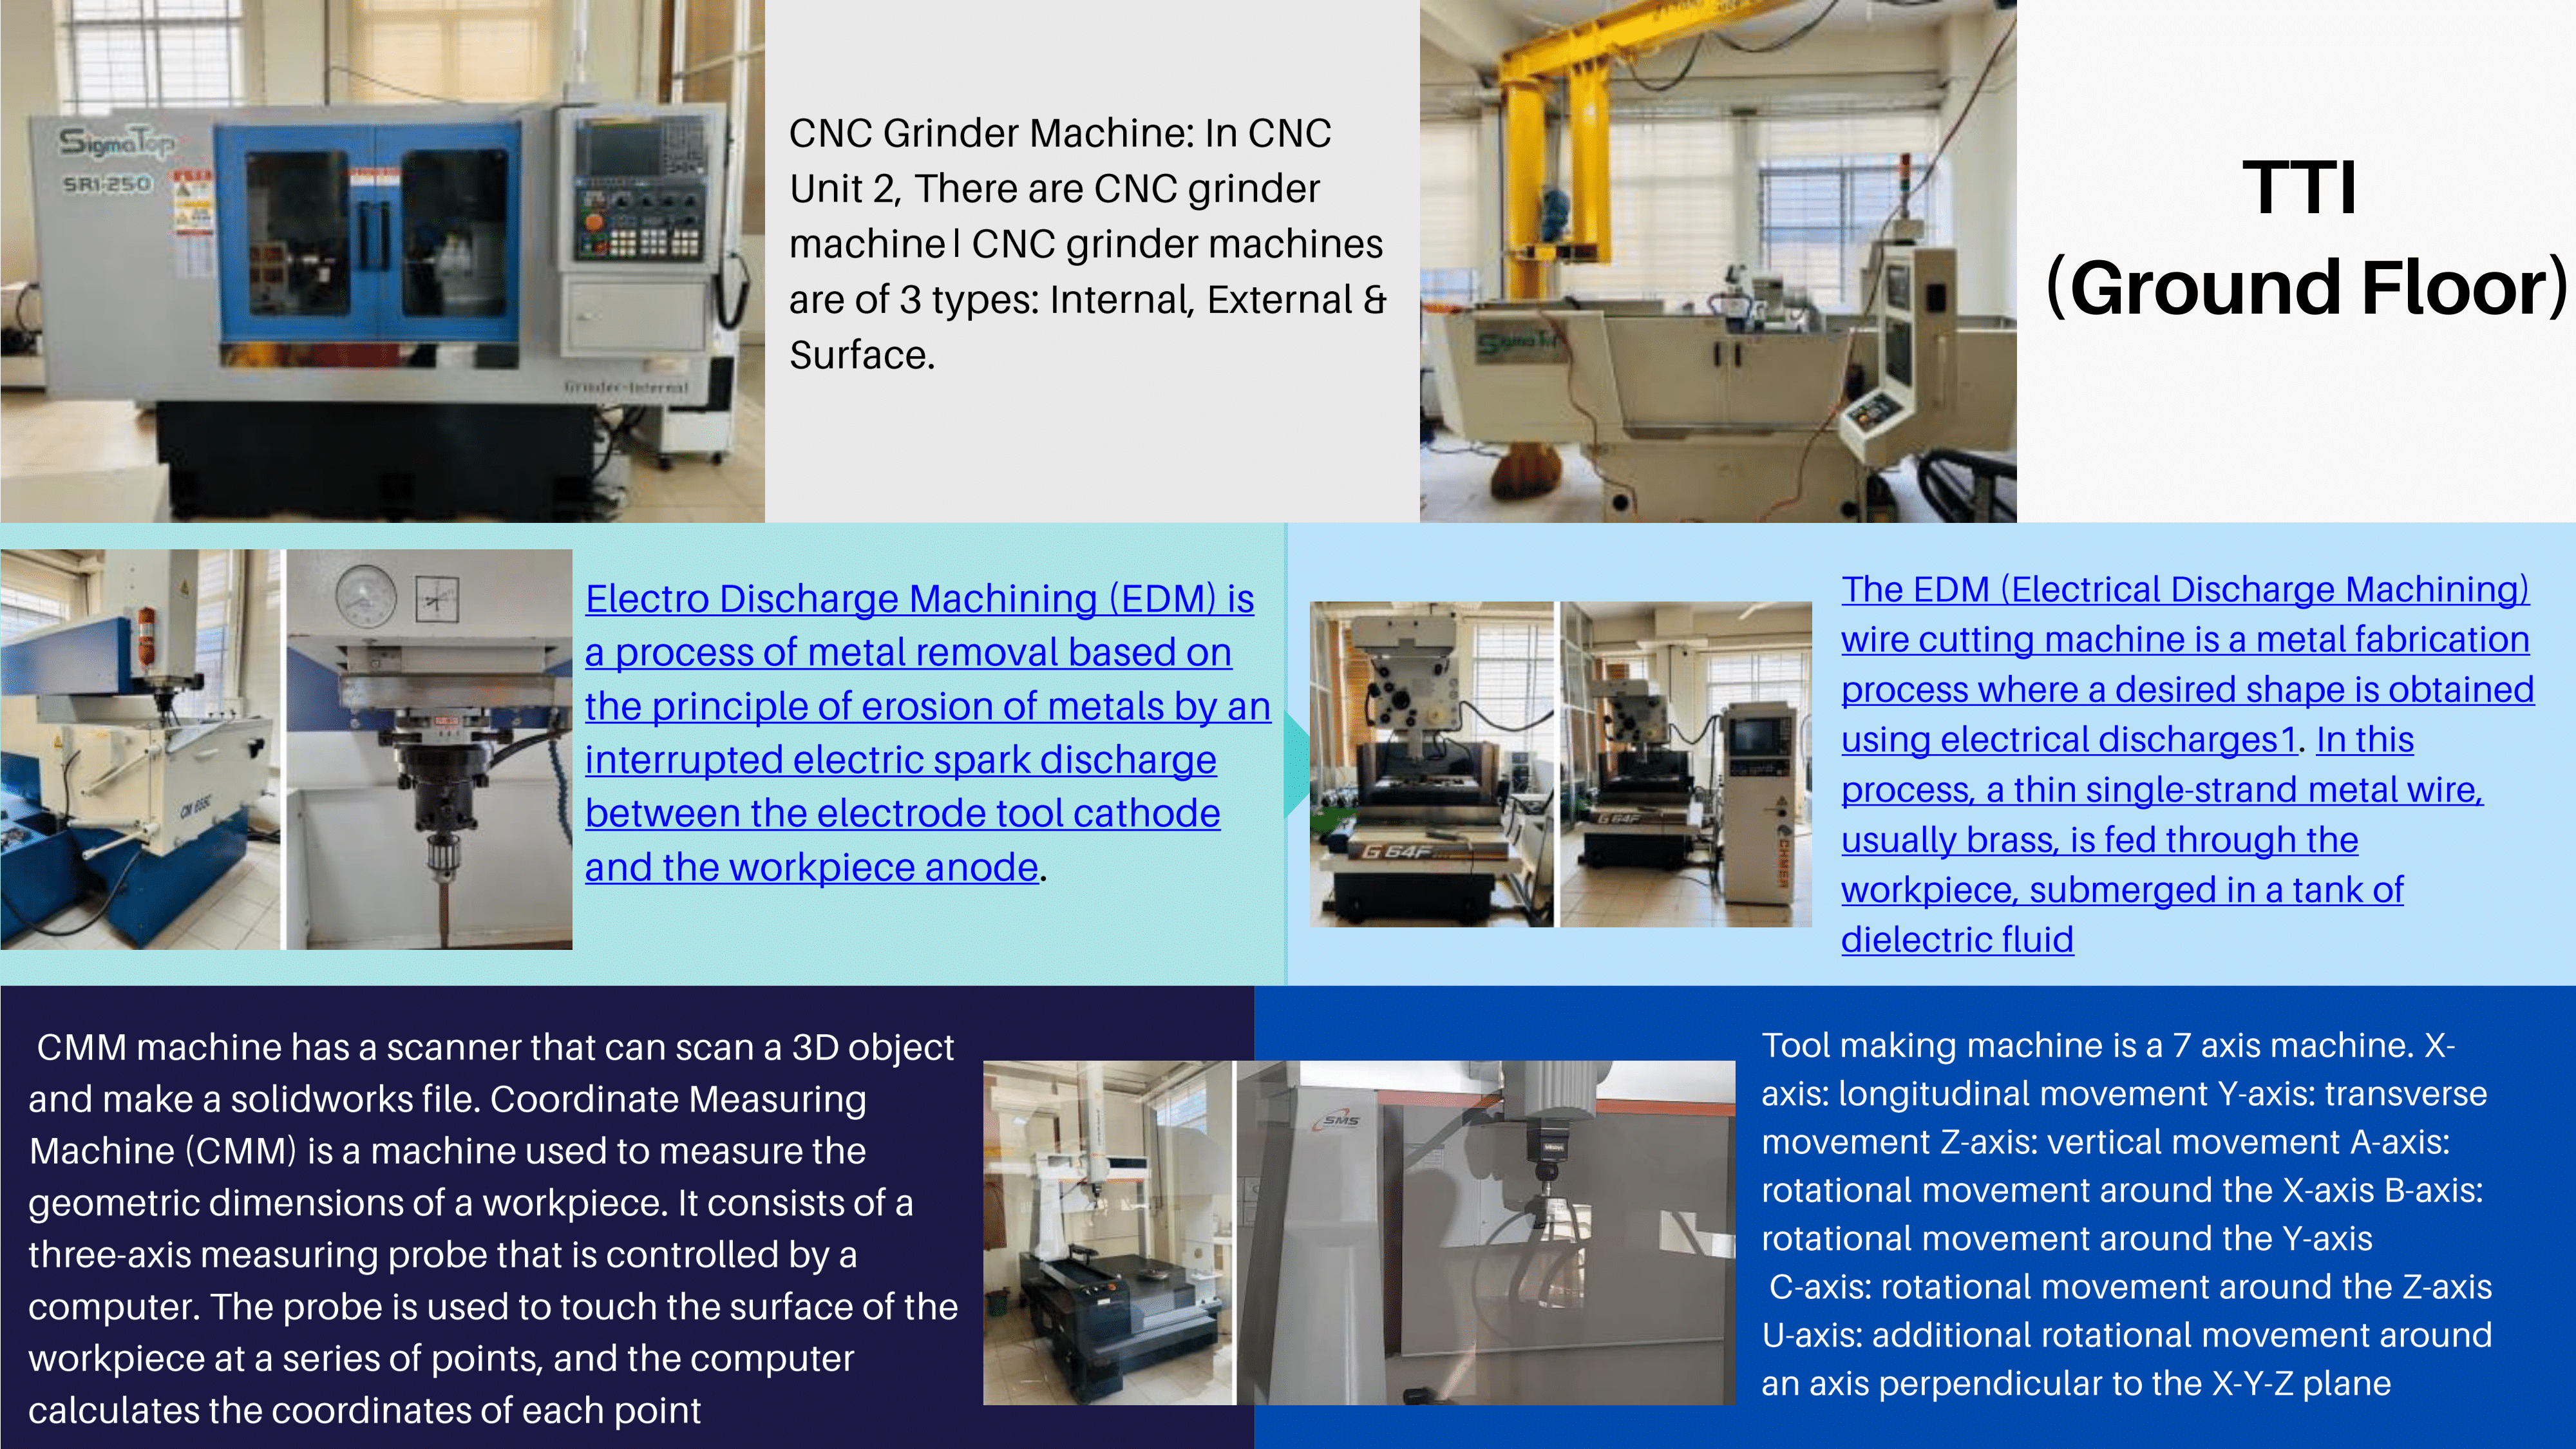 SigmaTop
SR1-250
Grinder-Internal
CNC Grinder Machine: In CNC
Unit 2, There are CNC grinder
machine| CNC grinder machines
are of 3 types: Internal, External &
Surface.
SigmaTop
TTI
(Ground Floor)
CM 655C
Electro Discharge Machining (EDM) is
a process of metal removal based on
the principle of erosion of metals by an
interrupted electric spark discharge
between the electrode tool cathode
and the workpiece anode.
G 64F
G 64F
CHMER
The EDM (Electrical Discharge Machining)
wire cutting machine is a metal fabrication
process where a desired shape is obtained
using electrical discharges1. In this
process, a thin single-strand metal wire,
usually brass, is fed through the
workpiece, submerged in a tank of
dielectric fluid
CMM machine has a scanner that can scan a 3D object
and make a solidworks file. Coordinate Measuring
Machine (CMM) is a machine used to measure the
geometric dimensions of a workpiece. It consists of a
three-axis measuring probe that is controlled by a
computer. The probe is used to touch the surface of the
workpiece at a series of points, and the computer
calculates the coordinates of each point
SMS
Tool making machine is a 7 axis machine. X-
axis: longitudinal movement Y-axis: transverse
movement Z-axis: vertical movement A-axis:
rotational movement around the X-axis B-axis:
rotational movement around the Y-axis
C-axis: rotational movement around the Z-axis
U-axis: additional rotational movement around
an axis perpendicular to the X-Y-Z plane